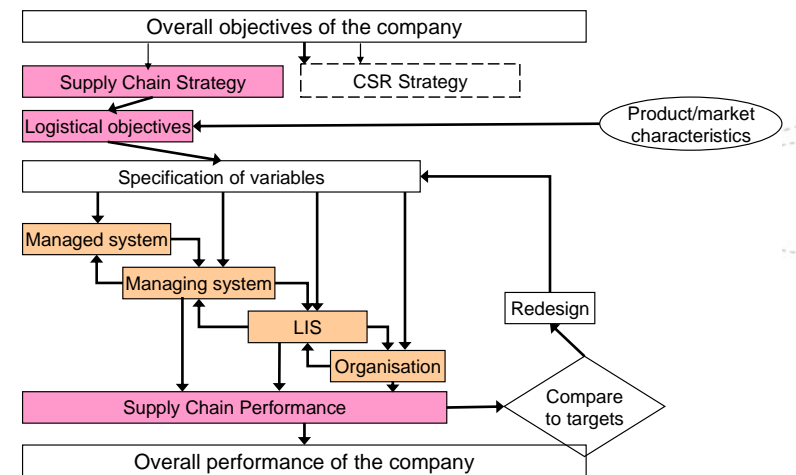 Overall objectives of the company
Supply Chain Strategy
CSR Strategy
Logistical objectives
Product/market
characteristics
Specification of variables
Managed system
Managing system
Redesign
LIS
Organisation
Compare
to targets
Supply Chain Performance
Overall performance of the company